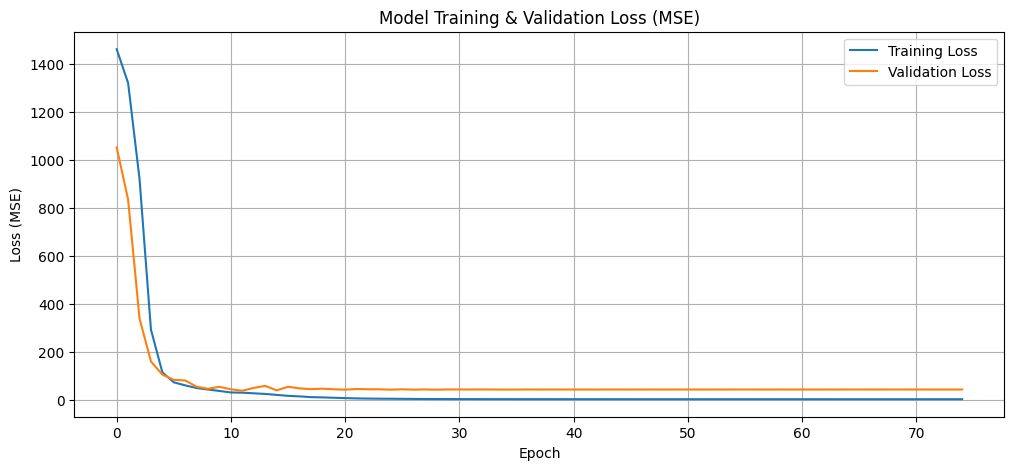 Model Training & Validation Loss (MSE)
Training Loss
Validation Loss
Loss (MSE)
1400
1200
1000
800
600
400
200
0
0 10 20 30 40 50 60 70
Epoch